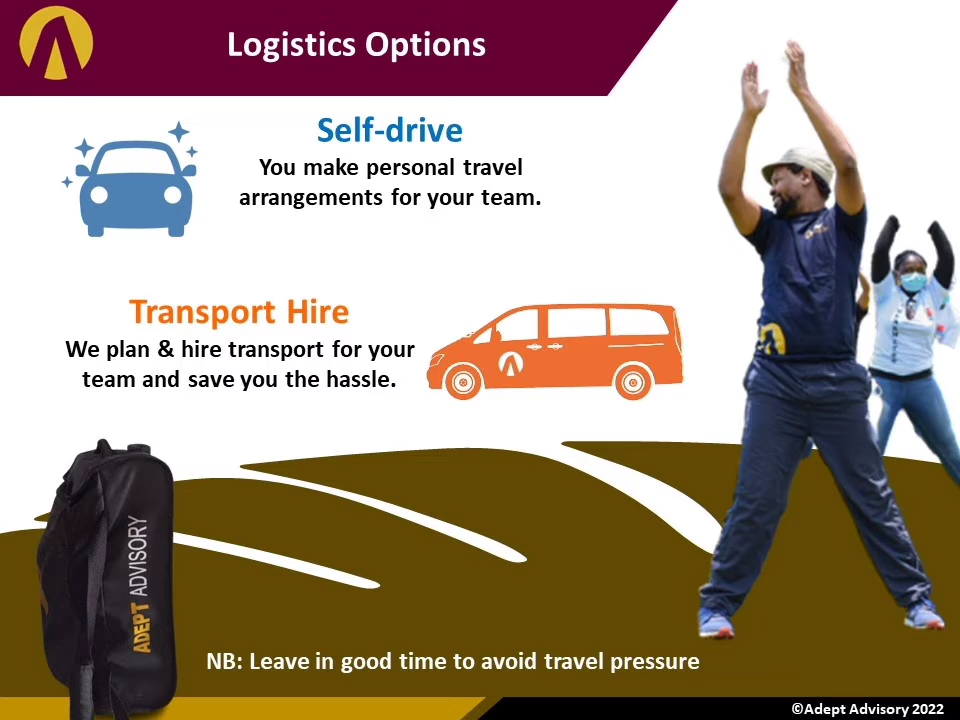 Logistics Options
Self-drive
You make personal travel
arrangements for your team.
Transport Hire
We plan & hire transport for your
team and save you the hassle.
ADEPT ADVISORY
NB: Leave in good time to avoid travel pressure
©Adept Advisory 2022